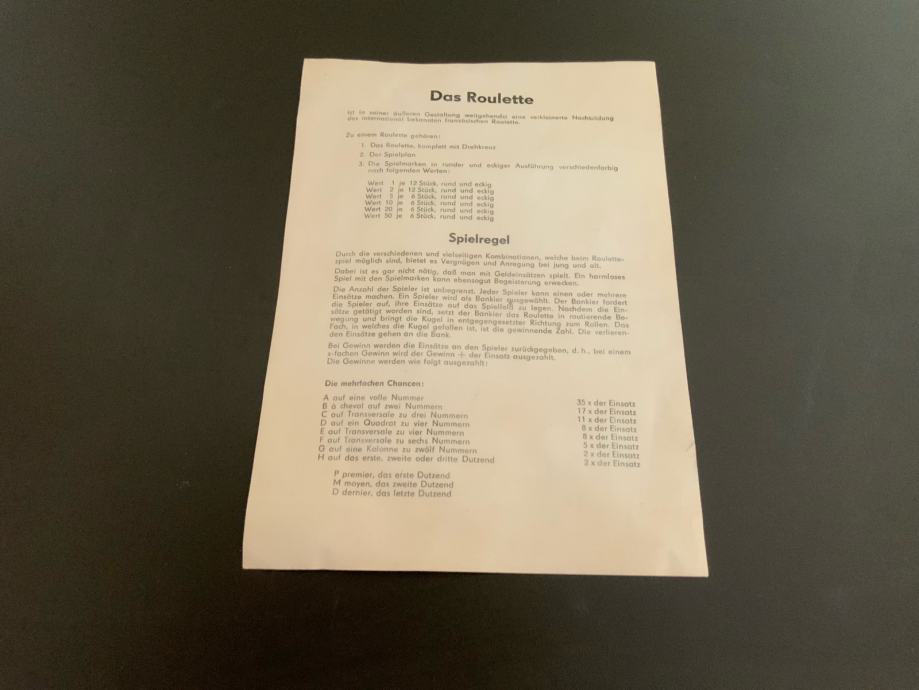 Das Roulette
ist in seiner äußeren Gestaltung weitgehendst eine verkleinerte Nachbildung
des international bekannten französischen Roulette.
Zu einem Roulette gehören:
1. Das Roulette, komplett mit Drehkreuz
2. Der Spielplan
3. Die Spielmarken in runder und eckiger Ausführung verschiedenfarbig
nach folgenden Werten:
Wert 1 je 12 Stück, rund und eckig
Wert 2 je 12 Stück, rund und eckig
Wert 5 je 6 Stück, rund und eckig
Wert 10 je 6 Stück, rund und eckig
Wert 20 je 6 Stück, rund und eckig
Wert 50 je 6 Stück, rund und eckig
Spielregel
Durch die verschiedenen und vielseitigen Kombinationen, welche beim Roulette-
spiel möglich sind, bietet es Vergnügen und Anregung bei jung und alt.
Dabei ist es gar nicht nötig, daß man mit Geldeinsätzen spielt. Ein harmloses
Spiel mit den Spielmarken kann ebensogut Begeisterung erwecken.
Die Anzahl der Spieler ist unbegrenzt. Jeder Spieler kann einen oder mehrere
Einsätze machen. Ein Spieler wird als Bankier ausgewählt. Der Bankier fordert
die Spieler auf, ihre Einsätze auf das Spielfeld zu legen. Nachdem die Ein-
sätze getätigt worden sind, setzt der Bankier das Roulette in routierende Be-
wegung und bringt die Kugel in entgegengesetzter Richtung zum Rollen. Das
Fach, in welches die Kugel gefallen ist, ist die gewinnende Zahl. Die verlieren-
den Einsätze gehen an die Bank.
Bei Gewinn werden die Einsätze an den Spieler zurückgegeben, d. h., bei einem
x-fachen Gewinn wird der Gewinn + der Einsatz ausgezahlt.
Die Gewinne werden wie folgt ausgezahlt:
Die mehrfachen Chancen:
A auf eine volle Nummer 35 x der Einsatz
B à cheval auf zwei Nummern 17 x der Einsatz
C auf Transversale zu drei Nummern 11 x der Einsatz
D auf ein Quadrat zu vier Nummern 8 x der Einsatz
E auf Transversale zu vier Nummern 8 x der Einsatz
F auf Transversale zu sechs Nummern 5 x der Einsatz
G auf eine Kolonne zu zwölf Nummern 2 x der Einsatz
H auf das erste, zweite oder dritte Dutzend 2 x der Einsatz
P premier, das erste Dutzend
M moyen, das zweite Dutzend
D dernier, das letzte Dutzend